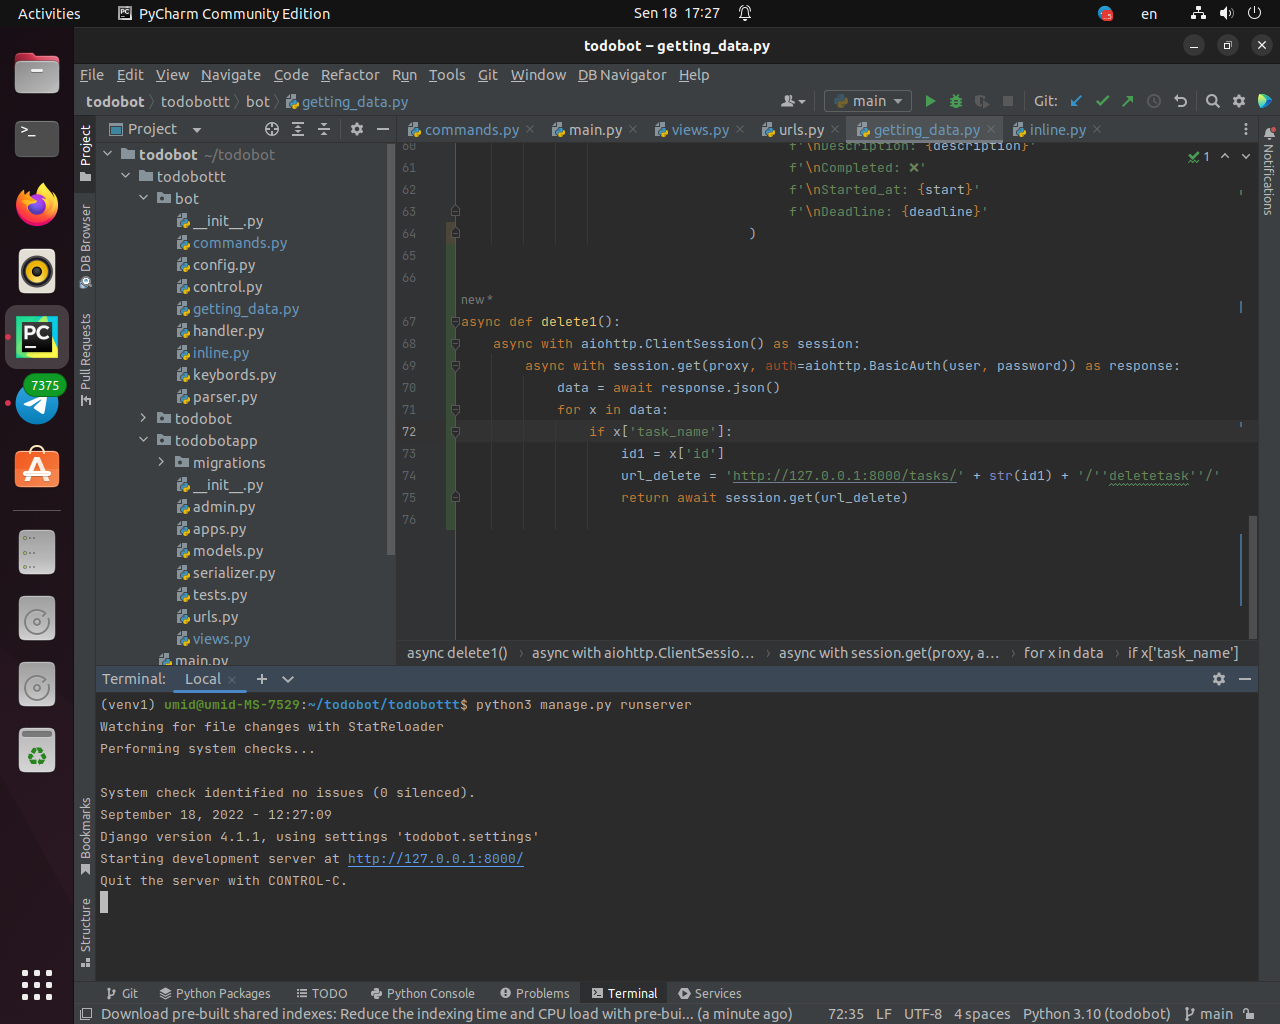 Activities PyCharm Community Edition Sen 18 17:27 en
todobot – getting_data.py
File Edit View Navigate Code Refactor Run Tools Git Window DB Navigator Help
todobot todobottt bot getting_data.py main Git:
Project commands.py main.py views.py urls.py getting_data.py inline.py
Project
DB Browser
Pull Requests
Bookmarks
Structure
Notifications
>_
PC
7375
todobot ~/todobot
todobottt
bot
__init__.py
commands.py
config.py
control.py
getting_data.py
handler.py
inline.py
keybords.py
parser.py
todobot
todobotapp
migrations
__init__.py
admin.py
apps.py
models.py
serializer.py
tests.py
urls.py
views.py
main.py
1
60 f'\nDescription: {description}'
61 f'\nCompleted: ❌'
62 f'\nStarted_at: {start}'
63 f'\nDeadline: {deadline}'
64 )
65
66
new *
67 async def delete1():
68 async with aiohttp.ClientSession() as session:
69 async with session.get(proxy, auth=aiohttp.BasicAuth(user, password)) as response:
70 data = await response.json()
71 for x in data:
72 if x['task_name']:
73 id1 = x['id']
74 url_delete = 'http://127.0.0.1:8000/tasks/' + str(id1) + '/''deletetask''/'
75 return await session.get(url_delete)
76
async delete1() async with aiohttp.ClientSessio... async with session.get(proxy, a... for x in data if x['task_name']
Terminal: Local
(venv1) umid@umid-MS-7529:~/todobot/todobottt$ python3 manage.py runserver
Watching for file changes with StatReloader
Performing system checks...
System check identified no issues (0 silenced).
September 18, 2022 - 12:27:09
Django version 4.1.1, using settings 'todobot.settings'
Starting development server at http://127.0.0.1:8000/
Quit the server with CONTROL-C.
Git Python Packages TODO Python Console Problems Terminal Services
Download pre-built shared indexes: Reduce the indexing time and CPU load with pre-bui... (a minute ago) 72:35 LF UTF-8 4 spaces Python 3.10 (todobot) main